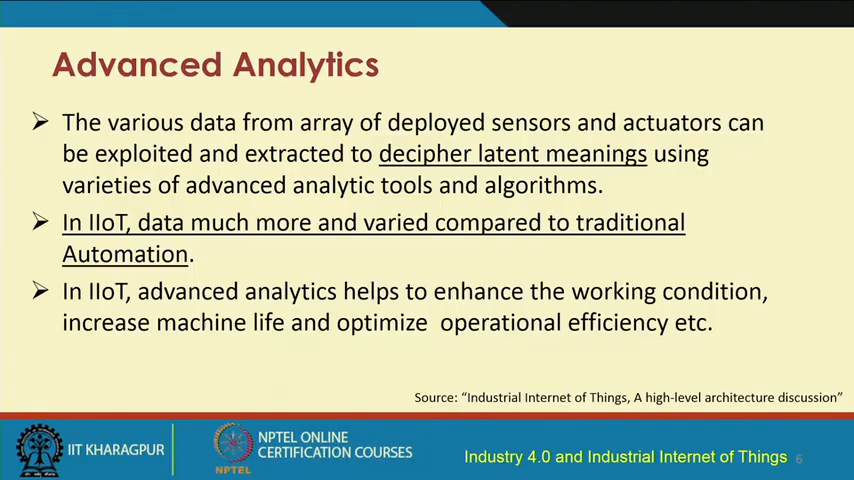 Advanced Analytics
➤ The various data from array of deployed sensors and actuators can
be exploited and extracted to decipher latent meanings using
varieties of advanced analytic tools and algorithms.
➤ In IIoT, data much more and varied compared to traditional
Automation.
➤ In IIoT, advanced analytics helps to enhance the working condition,
increase machine life and optimize operational efficiency etc.
Source: “Industrial Internet of Things, A high-level architecture discussion”
IIT KHARAGPUR
NPTEL
NPTEL ONLINE
CERTIFICATION COURSES
Industry 4.0 and Industrial Internet of Things
6